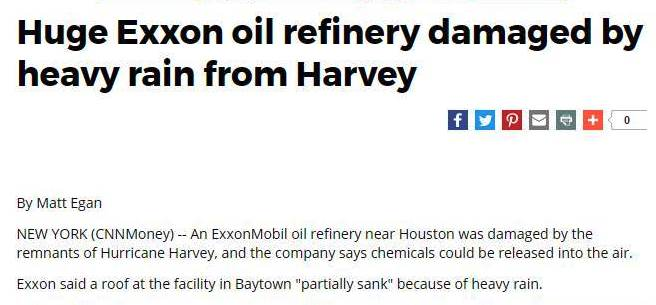 Huge Exxon oil refinery damaged by
heavy rain from Harvey
0
By Matt Egan
NEW YORK (CNNMoney) -- An ExxonMobil oil refinery near Houston was damaged by the
remnants of Hurricane Harvey, and the company says chemicals could be released into the air.
Exxon said a roof at the facility in Baytown "partially sank" because of heavy rain.